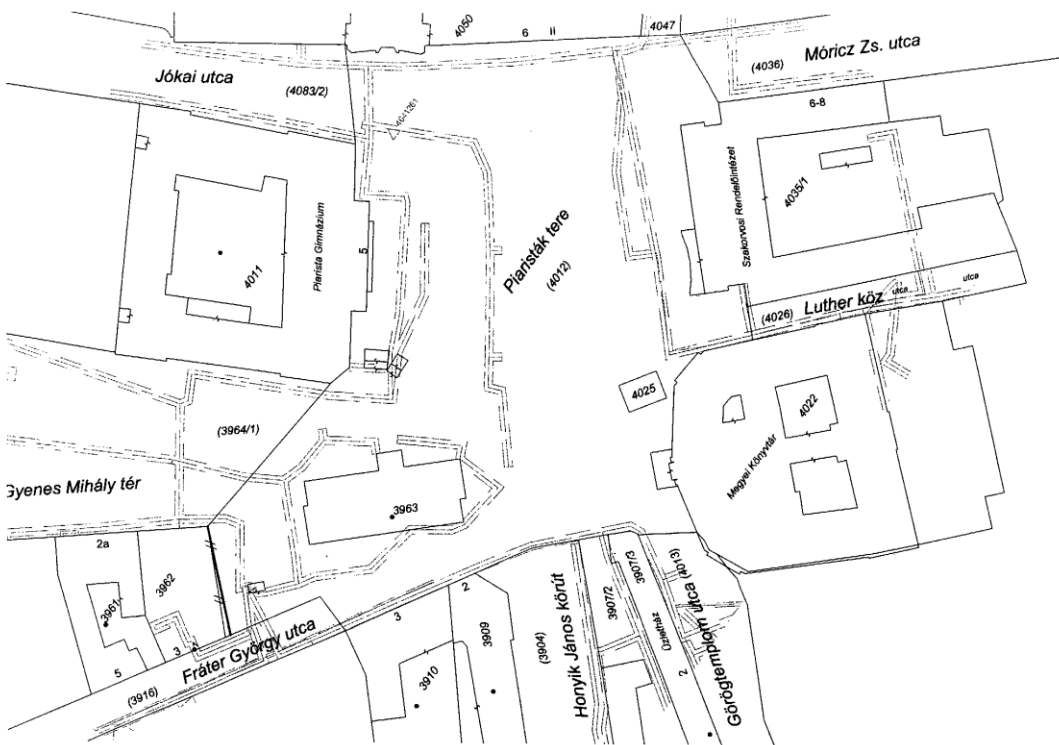 4050
6 II
4047
Jókai utca
(4083/2)
(4036)
Móricz Zs. utca
6-8
Piarista Gimnázium
5
4011
Piaristák tere
(4012)
Szakorvosi Rendelőintézet
4035/1
(4026)
Luther köz
utca
utca
4025
4022
Megyei Könyvtár
(3964/1)
Gyenes Mihály tér
3963
2a
3961
3962
5
3
(3916)
Fráter György utca
3
2
3910
3909
(3904)
Honyik János körút
3907/2
3907/3
Üzletház
2
Görögtemplom utca (4013)